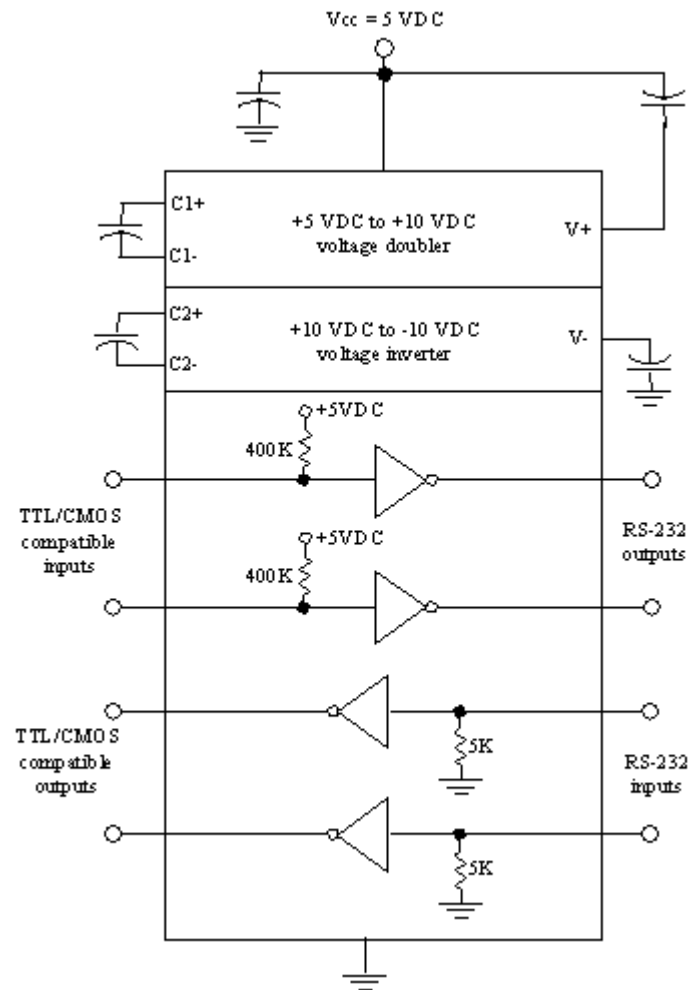 Vcc = 5 VDC
C1+
+5 VDC to +10 VDC
voltage doubler
V+
C1-
C2+
+10 VDC to -10 VDC
voltage inverter
V-
C2-
+5VDC
400K
TTL/CMOS
compatible
inputs
RS-232
outputs
+5VDC
400K
TTL/CMOS
compatible
outputs
5K
RS-232
inputs
5K